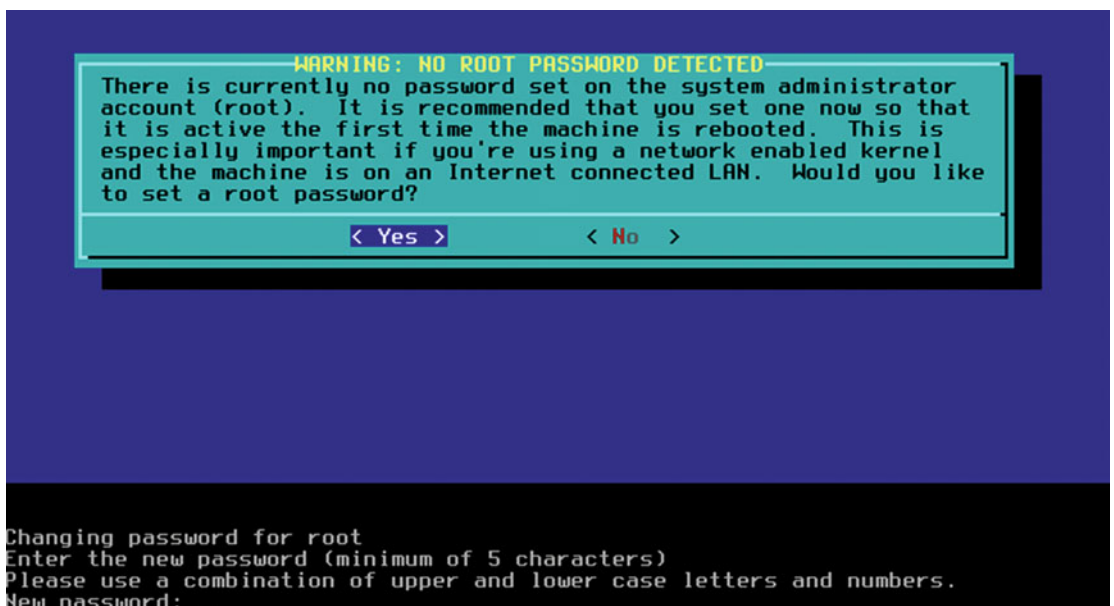 WARNING: NO ROOT PASSWORD DETECTED
There is currently no password set on the system administrator
account (root).  It is recommended that you set one now so that
it is active the first time the machine is rebooted.  This is
especially important if you're using a network enabled kernel
and the machine is on an Internet connected LAN.  Would you like
to set a root password?
< Yes > < No >
Changing password for root
Enter the new password (minimum of 5 characters)
Please use a combination of upper and lower case letters and numbers.
New password: